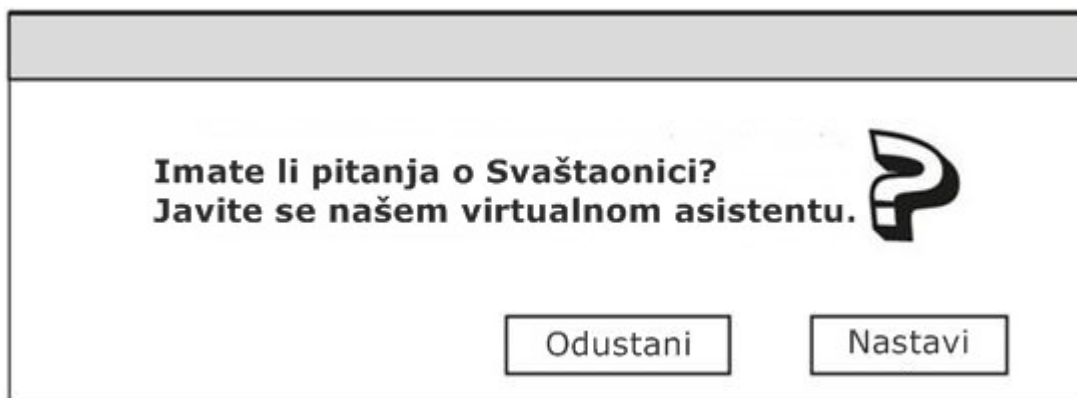 Imate li pitanja o Svaštaonici?
Javite se našem virtualnom asistentu.
?
Odustani
Nastavi